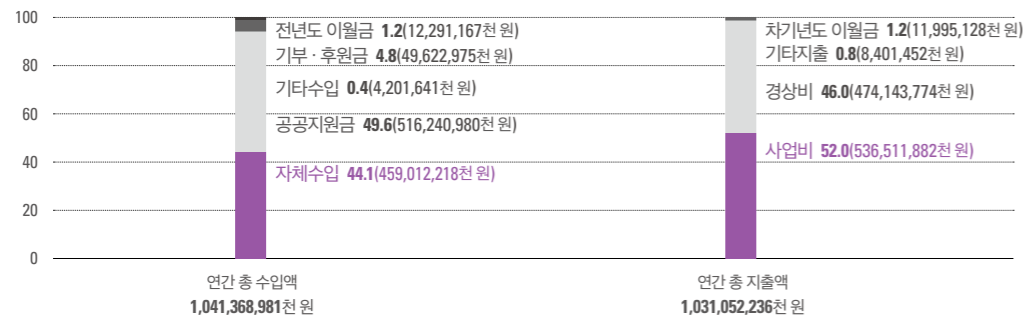 100
80
60
40
20
0
전년도 이월금 1.2(12,291,167천 원)
기부 · 후원금 4.8(49,622,975천 원)
기타수입 0.4(4,201,641천 원)
공공지원금 49.6(516,240,980천 원)
자체수입 44.1(459,012,218천 원)
연간 총 수입액
1,041,368,981천 원
차기년도 이월금 1.2(11,995,128천 원)
기타지출 0.8(8,401,452천 원)
경상비 46.0(474,143,774천 원)
사업비 52.0(536,511,882천 원)
연간 총 지출액
1,031,052,236천 원